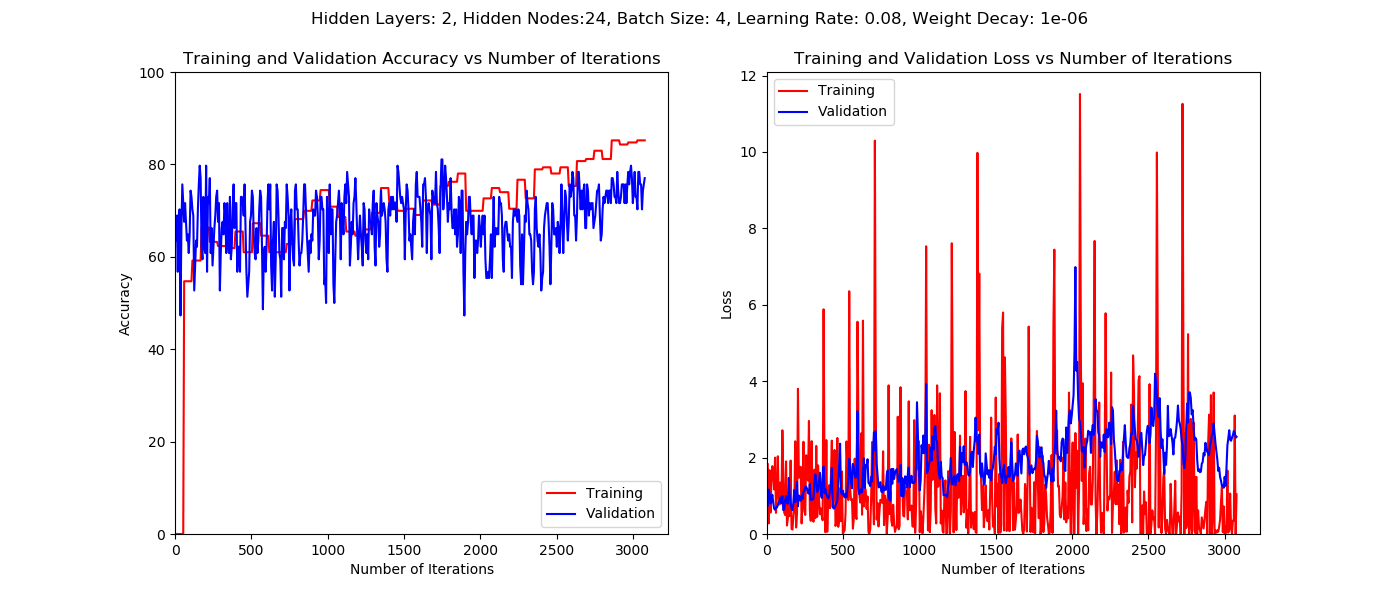 Hidden Layers: 2, Hidden Nodes:24, Batch Size: 4, Learning Rate: 0.08, Weight Decay: 1e-06
Training and Validation Accuracy vs Number of Iterations
100
80
60
40
20
0
Accuracy
0 500 1000 1500 2000 2500 3000
Number of Iterations
Training
Validation
Training and Validation Loss vs Number of Iterations
12
10
8
6
4
2
0
Loss
0 500 1000 1500 2000 2500 3000
Number of Iterations
Training
Validation